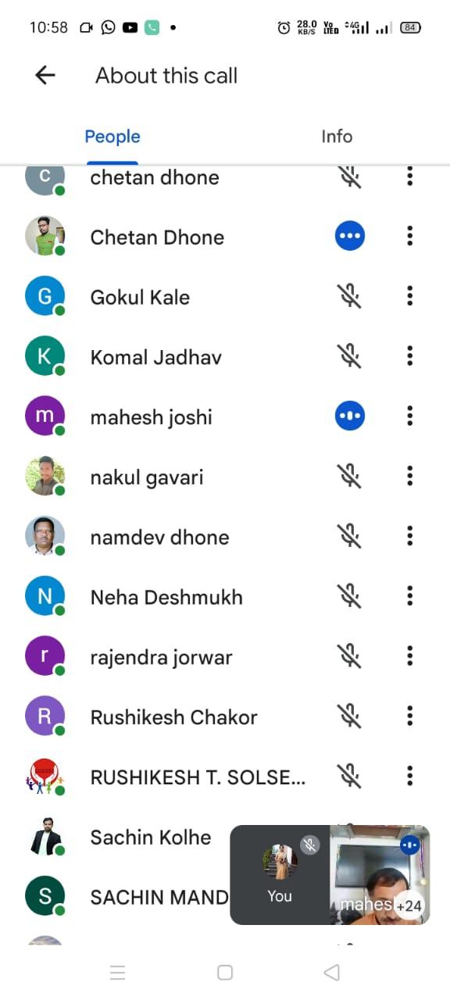 10:58 28.0 KB/S Vo LTED 4G 84
About this call
People Info
C chetan dhone
Chetan Dhone
G Gokul Kale
K Komal Jadhav
m mahesh joshi
nakul gavari
namdev dhone
N Neha Deshmukh
r rajendra jorwar
R Rushikesh Chakor
RUSHIKESH T. SOLSE...
Sachin Kolhe
S SACHIN MAND
You
mahesh +24